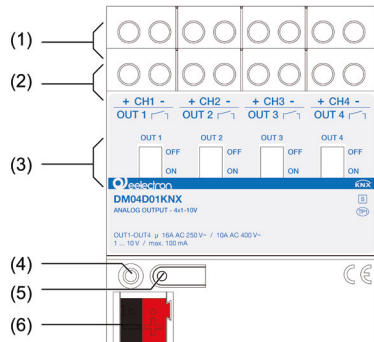 (1)
(2)
+ CH1 - + CH2 - + CH3 - + CH4 -
OUT 1 OUT 2 OUT 3 OUT 4
(3)
OUT 1 OUT 2 OUT 3 OUT 4
OFF OFF OFF OFF
ON ON ON ON
eelectron KNX
DM04D01KNX S
ANALOG OUTPUT - 4x1-10V TP1
OUT1-OUT4 µ 16A AC 250 V~ / 10A AC 400 V~
1 ... 10 V / max. 100 mA
(4)
(5)
CE
(6)